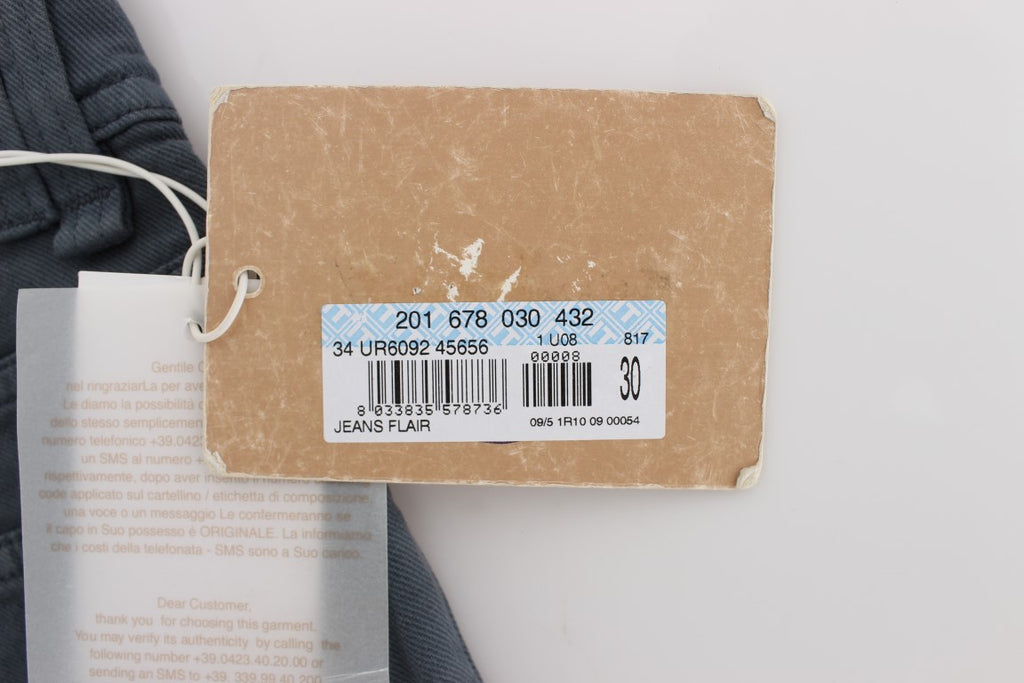 201 678 030 432
34 UR6092 45656 1 U08 817
00008
30
8 033835 578736
JEANS FLAIR 09/5 1R10 09 00054
Gentile
nel ringraziarLa per
Le diamo la possibilità
dello stesso
numero telefonico +39.0423
un SMS al numero
rispettivamente, dopo aver inserito il
code applicato sul cartellino / etichetta di composizione,
una voce o un messaggio Le confermeranno se
il capo in Suo possesso è ORIGINALE. La informiamo
che i costi della telefonata - SMS sono a Suo carico.
Dear Customer,
thank you for choosing this garment.
You may verify its authenticity by calling the
following number +39.0423.40.20.00 or
sending an SMS to +39. 339.99.40.200